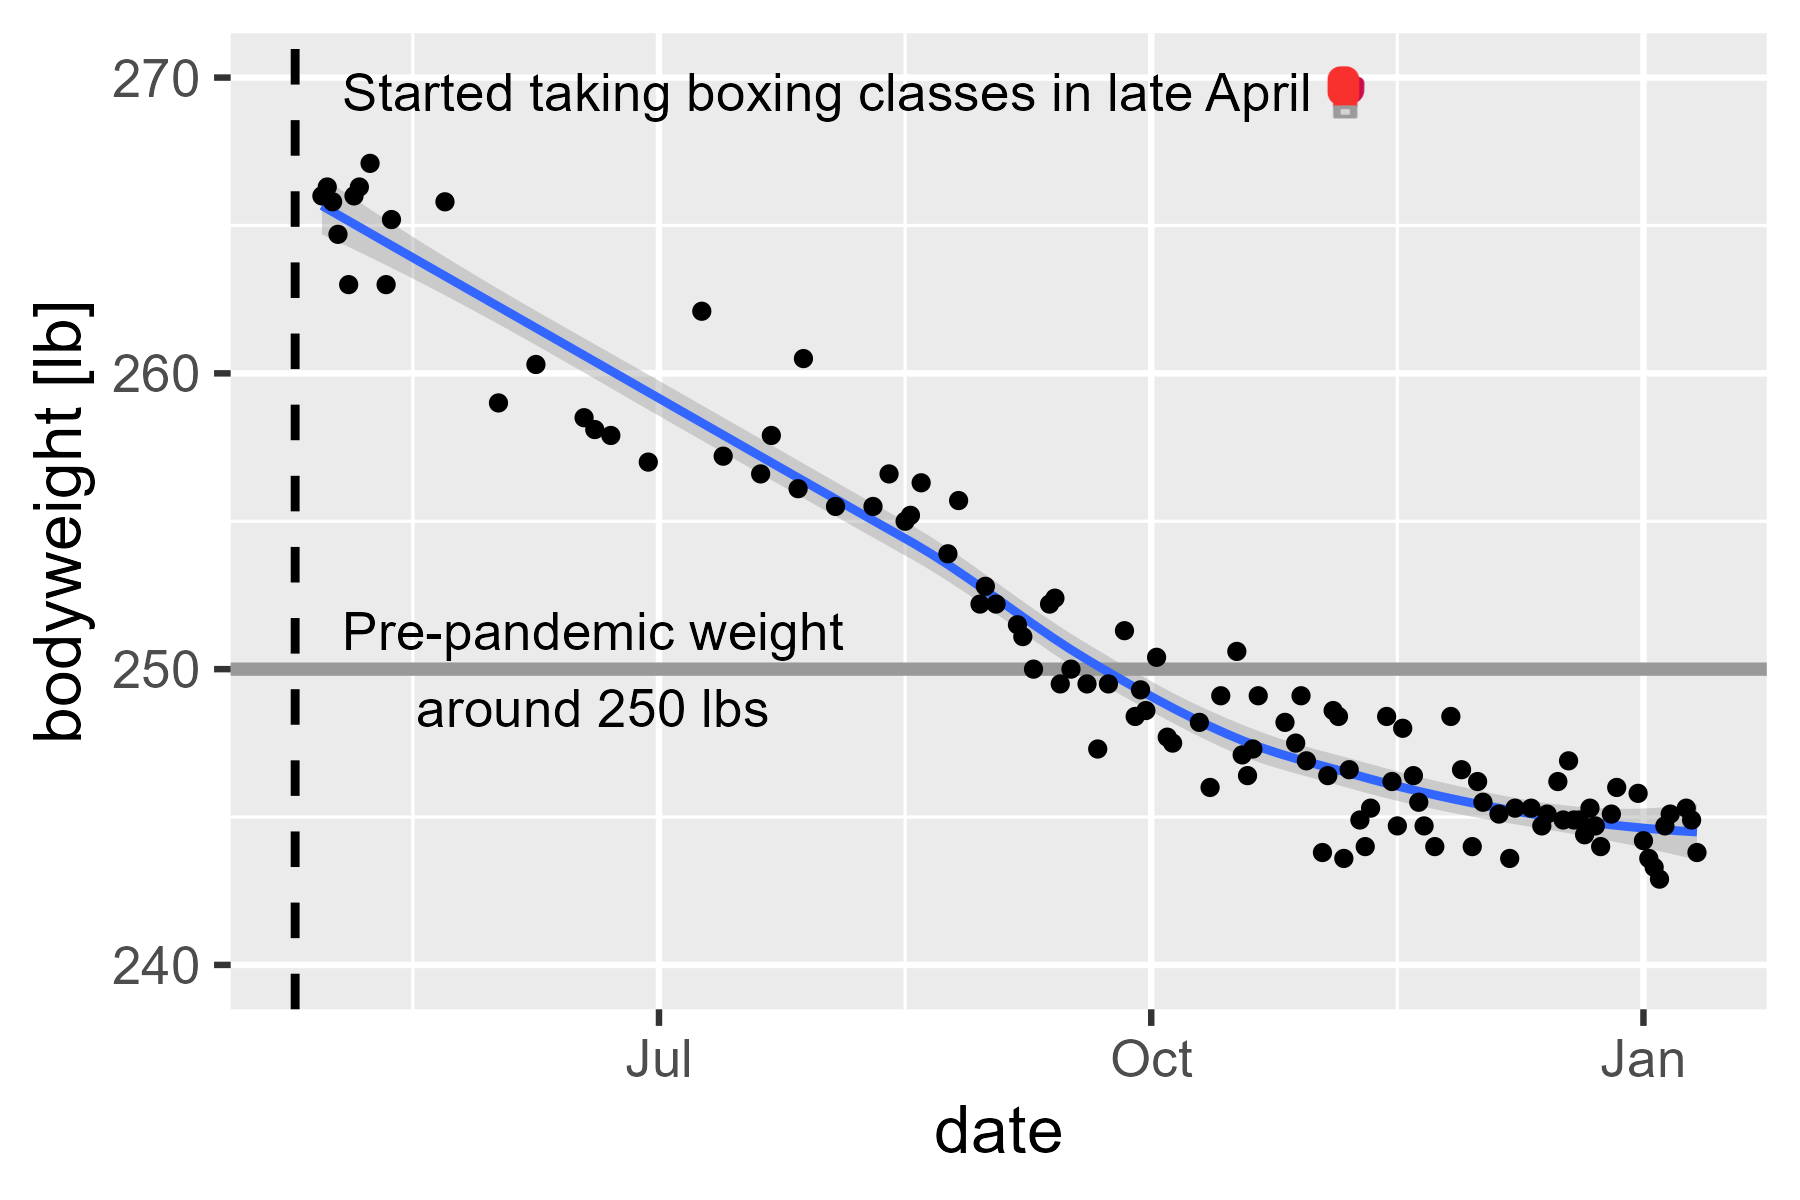 270
Started taking boxing classes in late April 🥊
260
bodyweight [lb]
Pre-pandemic weight
250
around 250 lbs
240
Jul Oct Jan
date